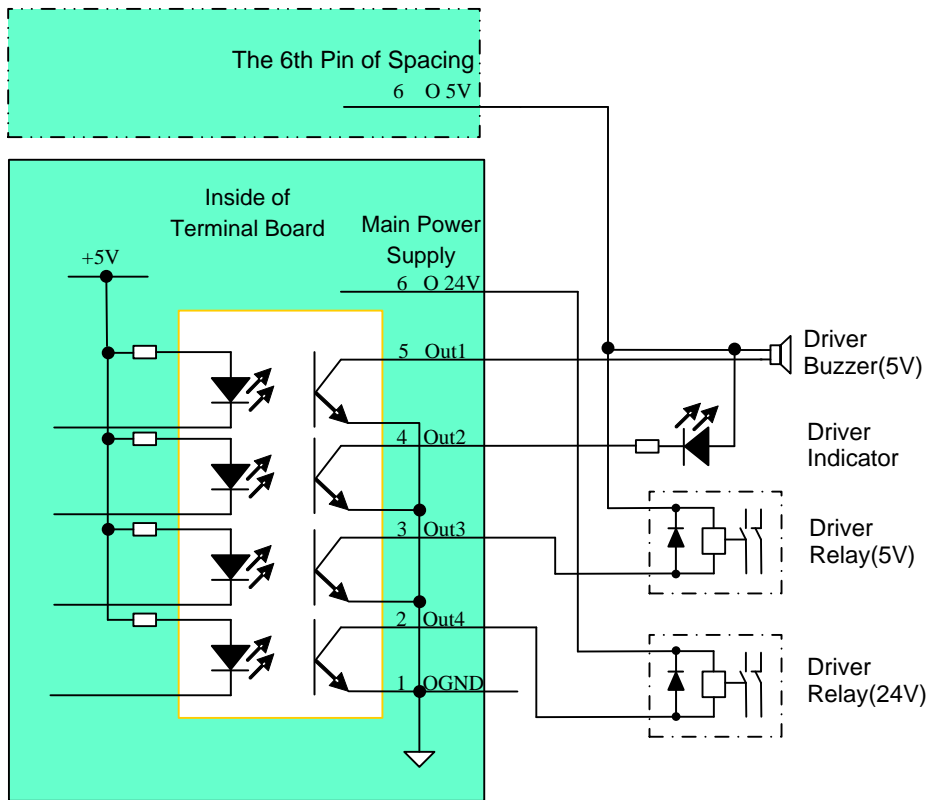 The 6th Pin of Spacing
6 O 5V
Inside of
Terminal Board
Main Power
Supply
+5V
6 O 24V
5 Out1
Driver
Buzzer(5V)
4 Out2
Driver
Indicator
3 Out3
Driver
Relay(5V)
2 Out4
1 OGND
Driver
Relay(24V)